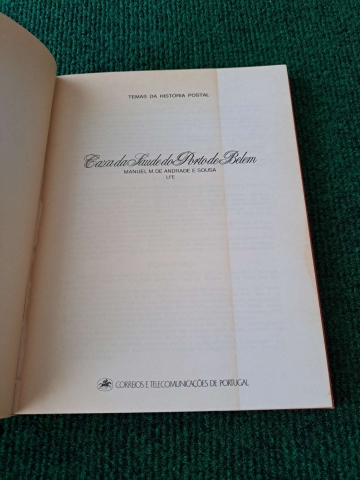 TEMAS DA HISTÓRIA POSTAL
Caza da Saude do Porto de Belem
MANUEL M. DE ANDRADE E SOUSA
LFE
CORREIOS E TELECOMUNICAÇÕES DE PORTUGAL